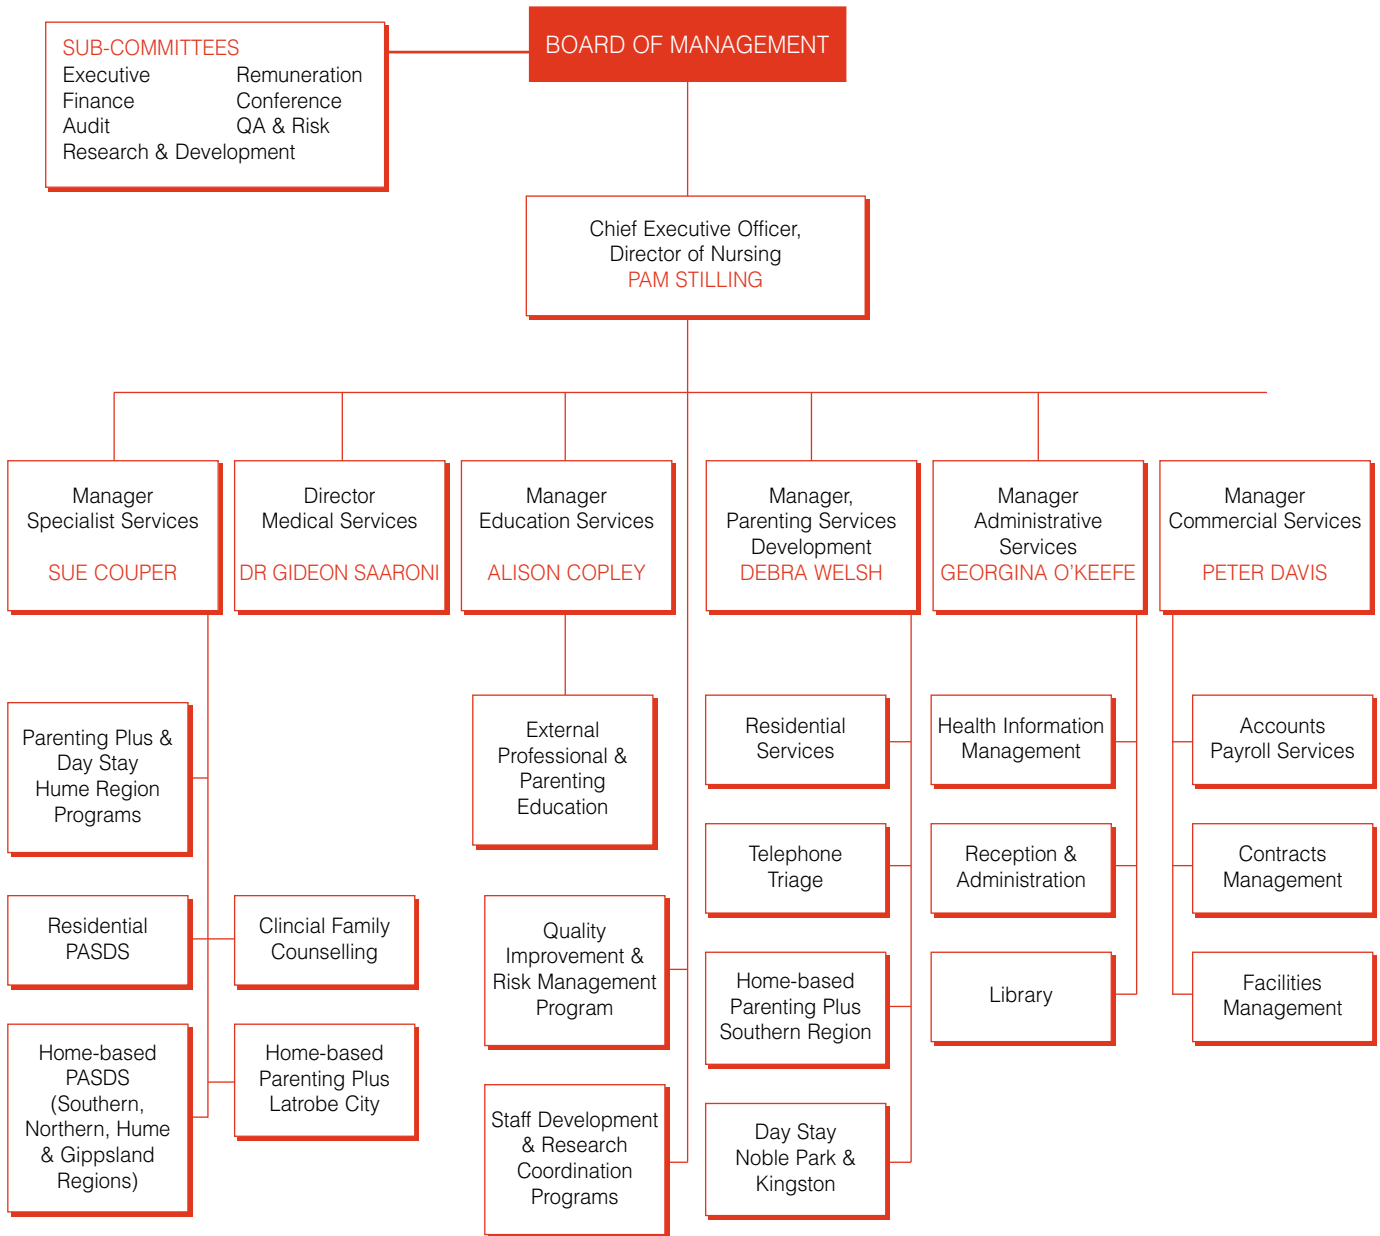 SUB-COMMITTEES
Executive Remuneration
Finance Conference
Audit QA & Risk
Research & Development
BOARD OF MANAGEMENT
Chief Executive Officer,
Director of Nursing
PAM STILLING
Manager
Specialist Services
SUE COUPER
Director
Medical Services
DR GIDEON SAARONI
Manager
Education Services
ALISON COPLEY
Manager,
Parenting Services
Development
DEBRA WELSH
Manager
Administrative
Services
GEORGINA O'KEEFE
Manager
Commercial Services
PETER DAVIS
Parenting Plus &
Day Stay
Hume Region
Programs
Residential
PASDS
Clincial Family
Counselling
Home-based
PASDS
(Southern,
Northern, Hume
& Gippsland
Regions)
Home-based
Parenting Plus
Latrobe City
External
Professional &
Parenting
Education
Quality
Improvement &
Risk Management
Program
Staff Development
& Research
Coordination
Programs
Residential
Services
Telephone
Triage
Home-based
Parenting Plus
Southern Region
Day Stay
Noble Park &
Kingston
Health Information
Management
Reception &
Administration
Library
Accounts
Payroll Services
Contracts
Management
Facilities
Management